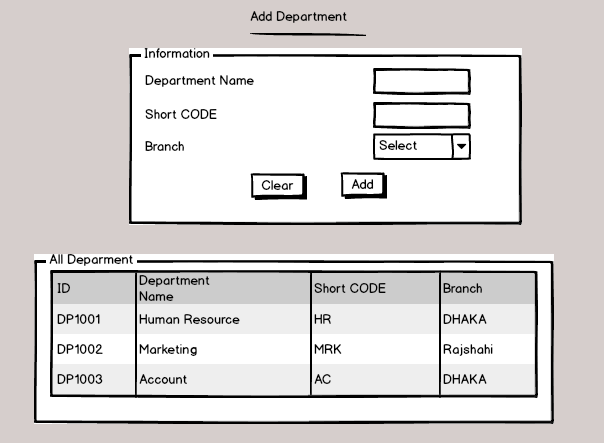 Add Department
Information
Department Name
Short CODE
Branch Select
Clear Add
All Deparment
ID Department Name Short CODE Branch
DP1001 Human Resource HR DHAKA
DP1002 Marketing MRK Rajshahi
DP1003 Account AC DHAKA